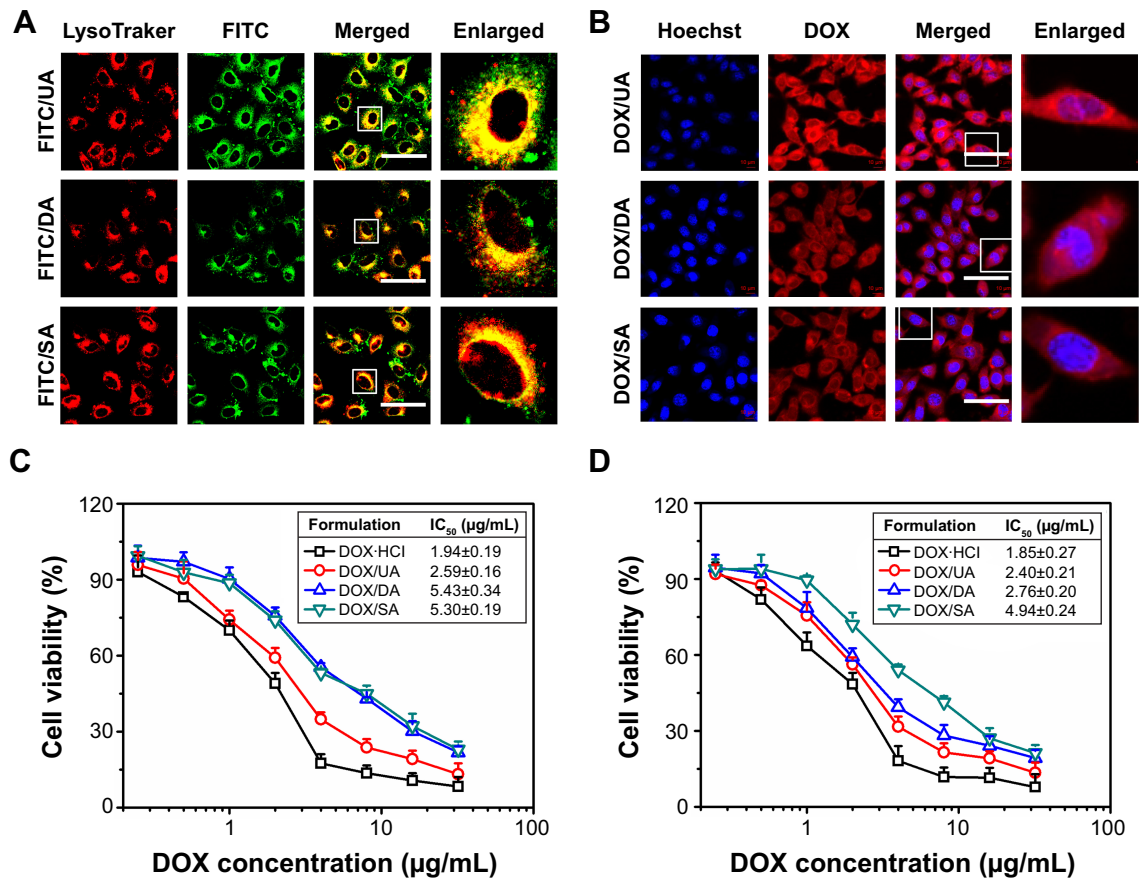 A
LysoTraker FITC Merged Enlarged
FITC/UA
FITC/DA
FITC/SA
B
Hoechst DOX Merged Enlarged
DOX/UA
DOX/DA
DOX/SA
C
Cell viability (%)
120
90
60
30
0
1 10 100
DOX concentration (µg/mL)
Formulation IC50 (µg/mL)
DOX·HCl 1.94±0.19
DOX/UA 2.59±0.16
DOX/DA 5.43±0.34
DOX/SA 5.30±0.19
D
Cell viability (%)
120
90
60
30
0
1 10 100
DOX concentration (µg/mL)
Formulation IC50 (µg/mL)
DOX·HCl 1.85±0.27
DOX/UA 2.40±0.21
DOX/DA 2.76±0.20
DOX/SA 4.94±0.24